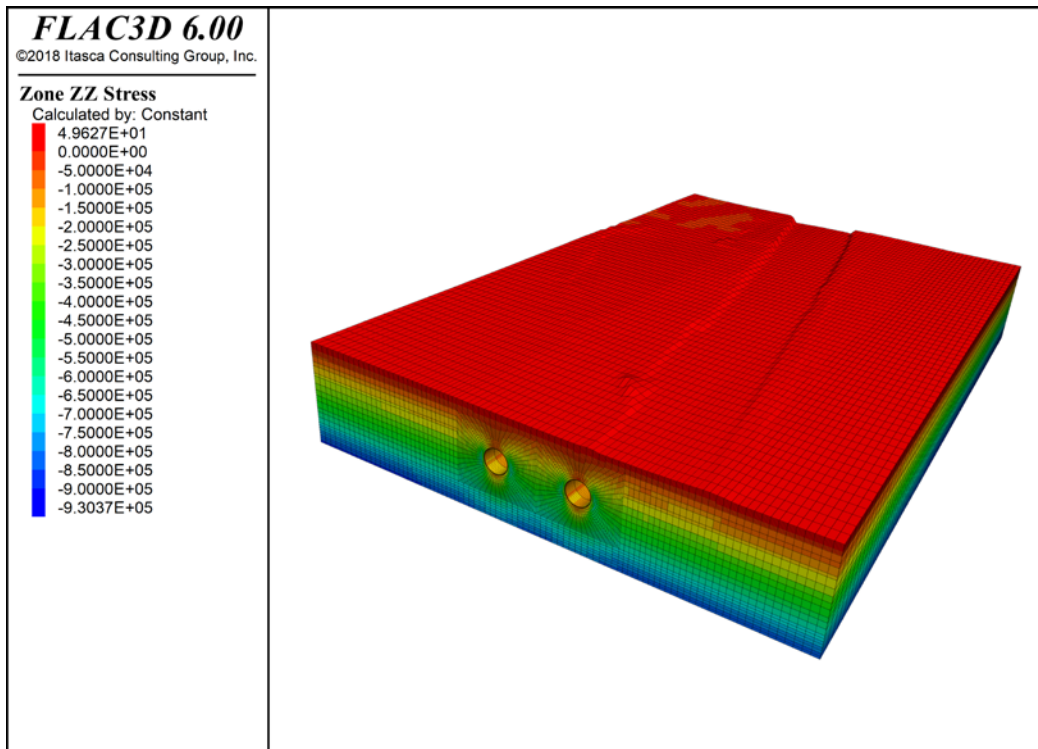 FLAC3D 6.00
©2018 Itasca Consulting Group, Inc.
Zone ZZ Stress
Calculated by: Constant
4.9627E+01
0.0000E+00
-5.0000E+04
-1.0000E+05
-1.5000E+05
-2.0000E+05
-2.5000E+05
-3.0000E+05
-3.5000E+05
-4.0000E+05
-4.5000E+05
-5.0000E+05
-5.5000E+05
-6.0000E+05
-6.5000E+05
-7.0000E+05
-7.5000E+05
-8.0000E+05
-8.5000E+05
-9.0000E+05
-9.3037E+05